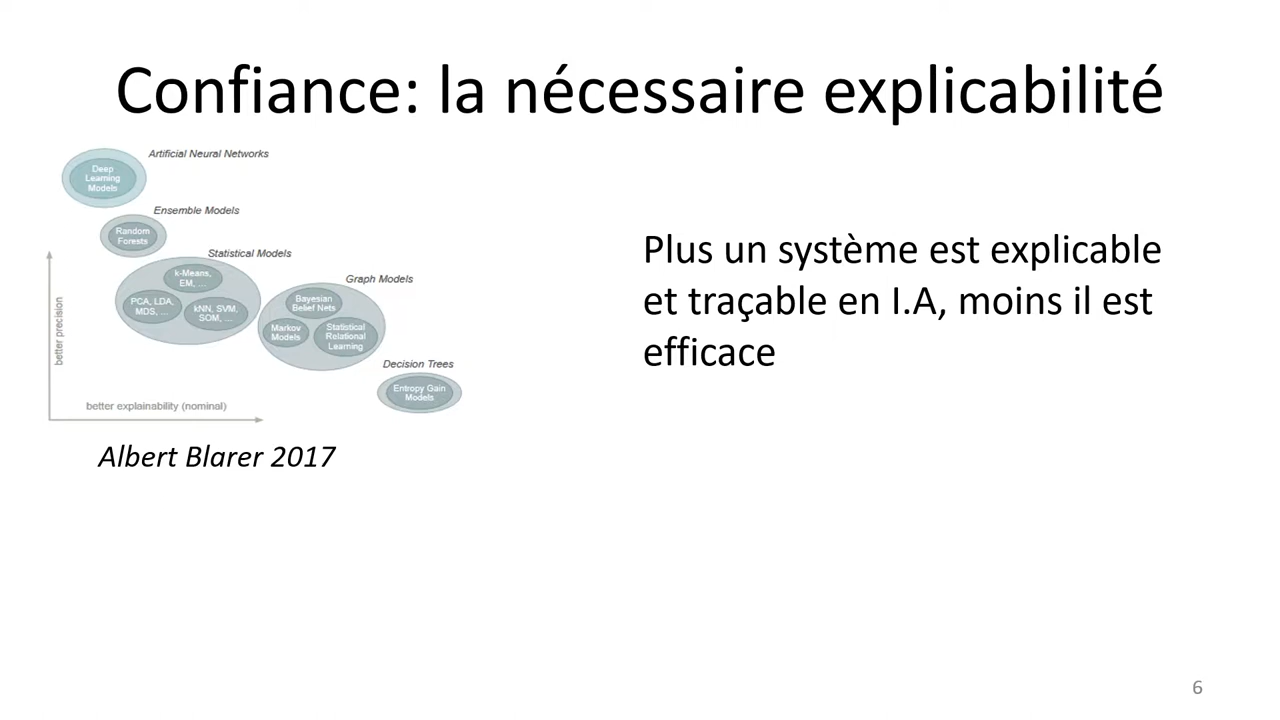 Confiance: la nécessaire explicabilité
Artificial Neural Networks
Deep
Learning
Models
Ensemble Models
Random
Forests
Statistical Models
k-Means,
EM, ...
PCA, LDA,
MDS, ...
kNN, SVM,
SOM, ...
Graph Models
Bayesian
Belief Nets
Markov
Models
Statistical
Relational
Learning
Decision Trees
Entropy Gain
Models
better precision
better explainability (nominal)
Albert Blarer 2017
Plus un système est explicable
et traçable en I.A, moins il est
efficace
6